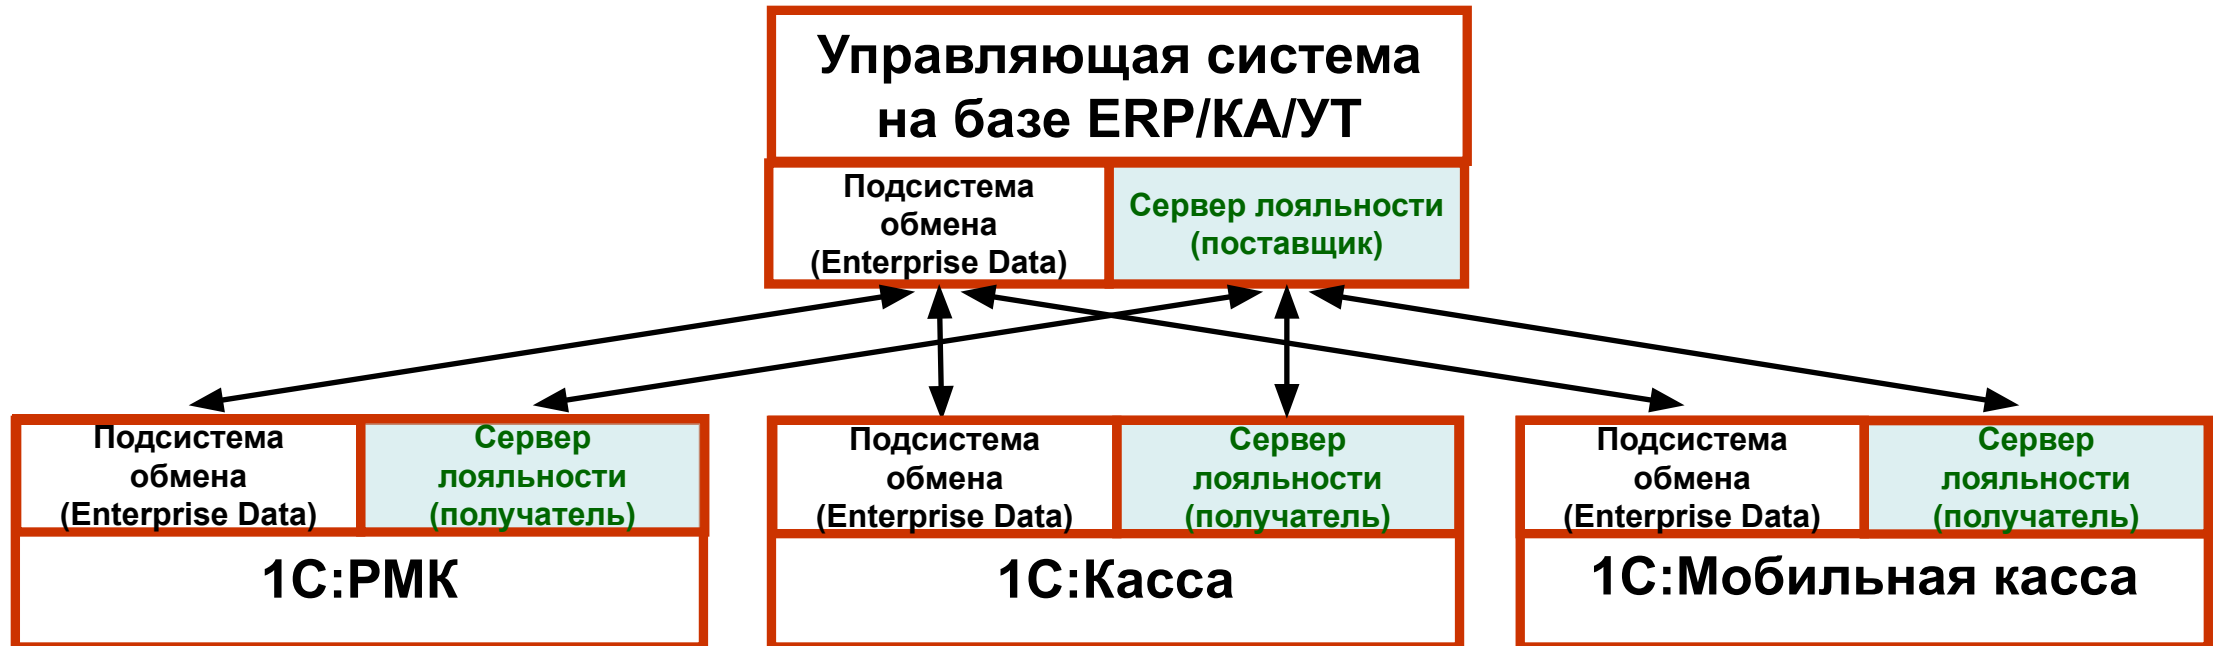 Управляющая система
на базе ERP/КА/УТ
Подсистема
обмена
(Enterprise Data)
Сервер лояльности
(поставщик)
Подсистема
обмена
(Enterprise Data)
Сервер
лояльности
(получатель)
1С:РМК
Подсистема
обмена
(Enterprise Data)
Сервер
лояльности
(получатель)
1С:Касса
Подсистема
обмена
(Enterprise Data)
Сервер
лояльности
(получатель)
1С:Мобильная касса